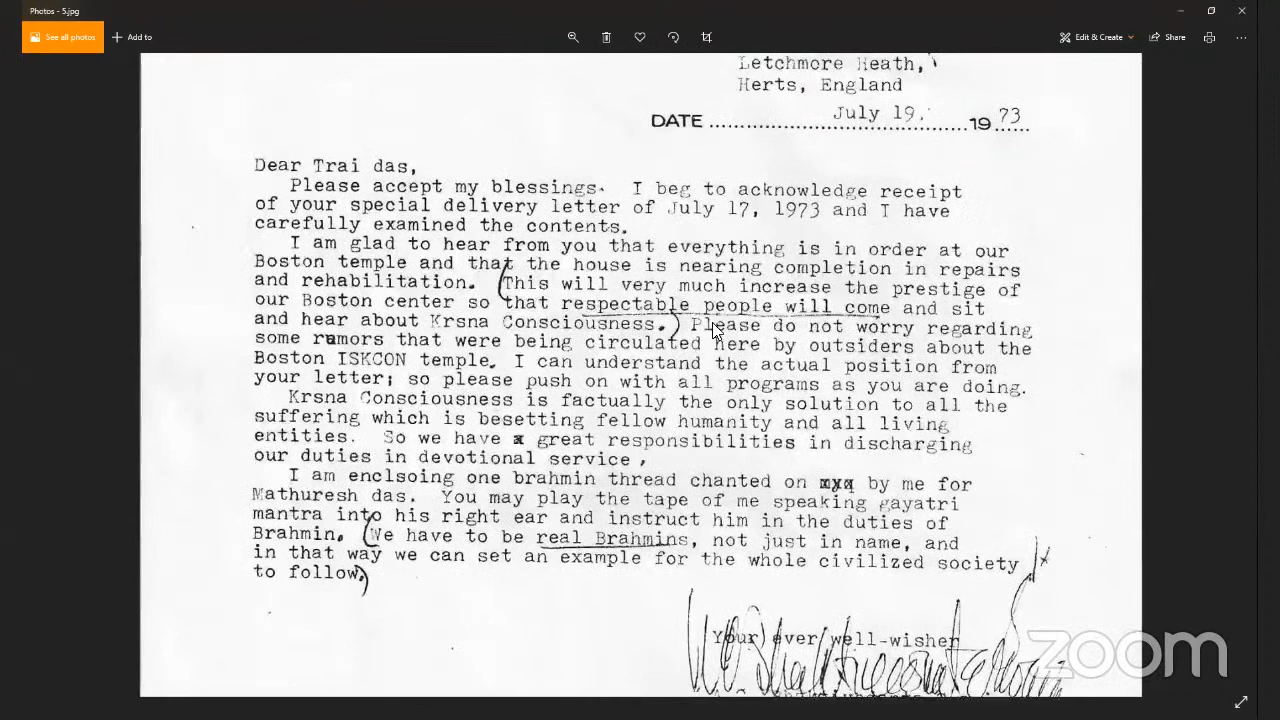 Photos - 5.jpg
See all photos
Add to
Edit & Create
Share
Letchmore Heath,
Herts, England
DATE July 19, 1973
Dear Trai das,
Please accept my blessings. I beg to acknowledge receipt
of your special delivery letter of July 17, 1973 and I have
carefully examined the contents.
I am glad to hear from you that everything is in order at our
Boston temple and that the house is nearing completion in repairs
and rehabilitation. (This will very much increase the prestige of
our Boston center so that respectable people will come and sit
and hear about Krsna Consciousness.) Please do not worry regarding
some rumors that were being circulated here by outsiders about the
Boston ISKCON temple. I can understand the actual position from
your letter; so please push on with all programs as you are doing.
Krsna Consciousness is factually the only solution to all the
suffering which is besetting fellow humanity and all living
entities. So we have great responsibilities in discharging
our duties in devotional service,
I am enclsoing one brahmin thread chanted on by me for
Mathuresh das. You may play the tape of me speaking gayatri
mantra into his right ear and instruct him in the duties of
Brahmin. (We have to be real Brahmins, not just in name, and
in that way we can set an example for the whole civilized society
to follow.)
Your ever well-wisher
zoom